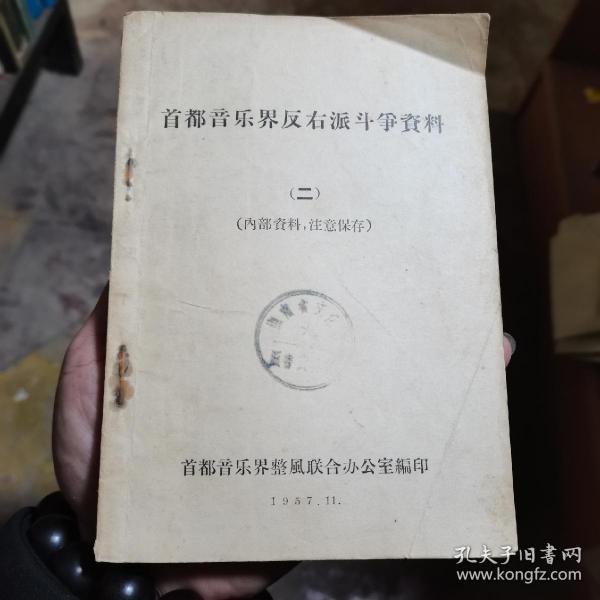 首都音乐界反右派斗爭資料
(二)
(內部資料,注意保存)
首都音乐界整風联合办公室編印
1957.11.
孔夫子旧書网
www.kongfz.com